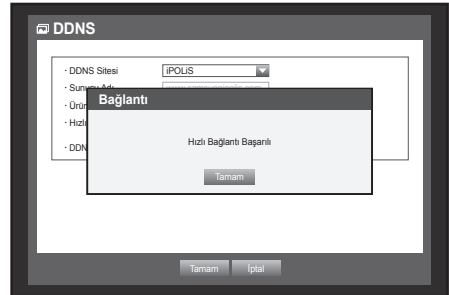 DDNS
· DDNS Sitesi iPOLiS
· Sunucu Adı
· Ürün
· Hızlı
· DDN
Bağlantı
Hızlı Bağlantı Başarılı
Tamam
Tamam İptal